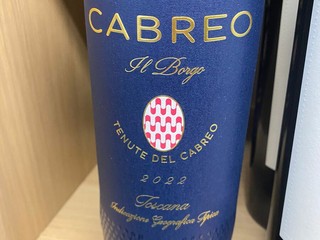 CABREO
Il Borgo
TENUTE DEL CABREO
2022
Toscana
Indicazione Geografica Tipica